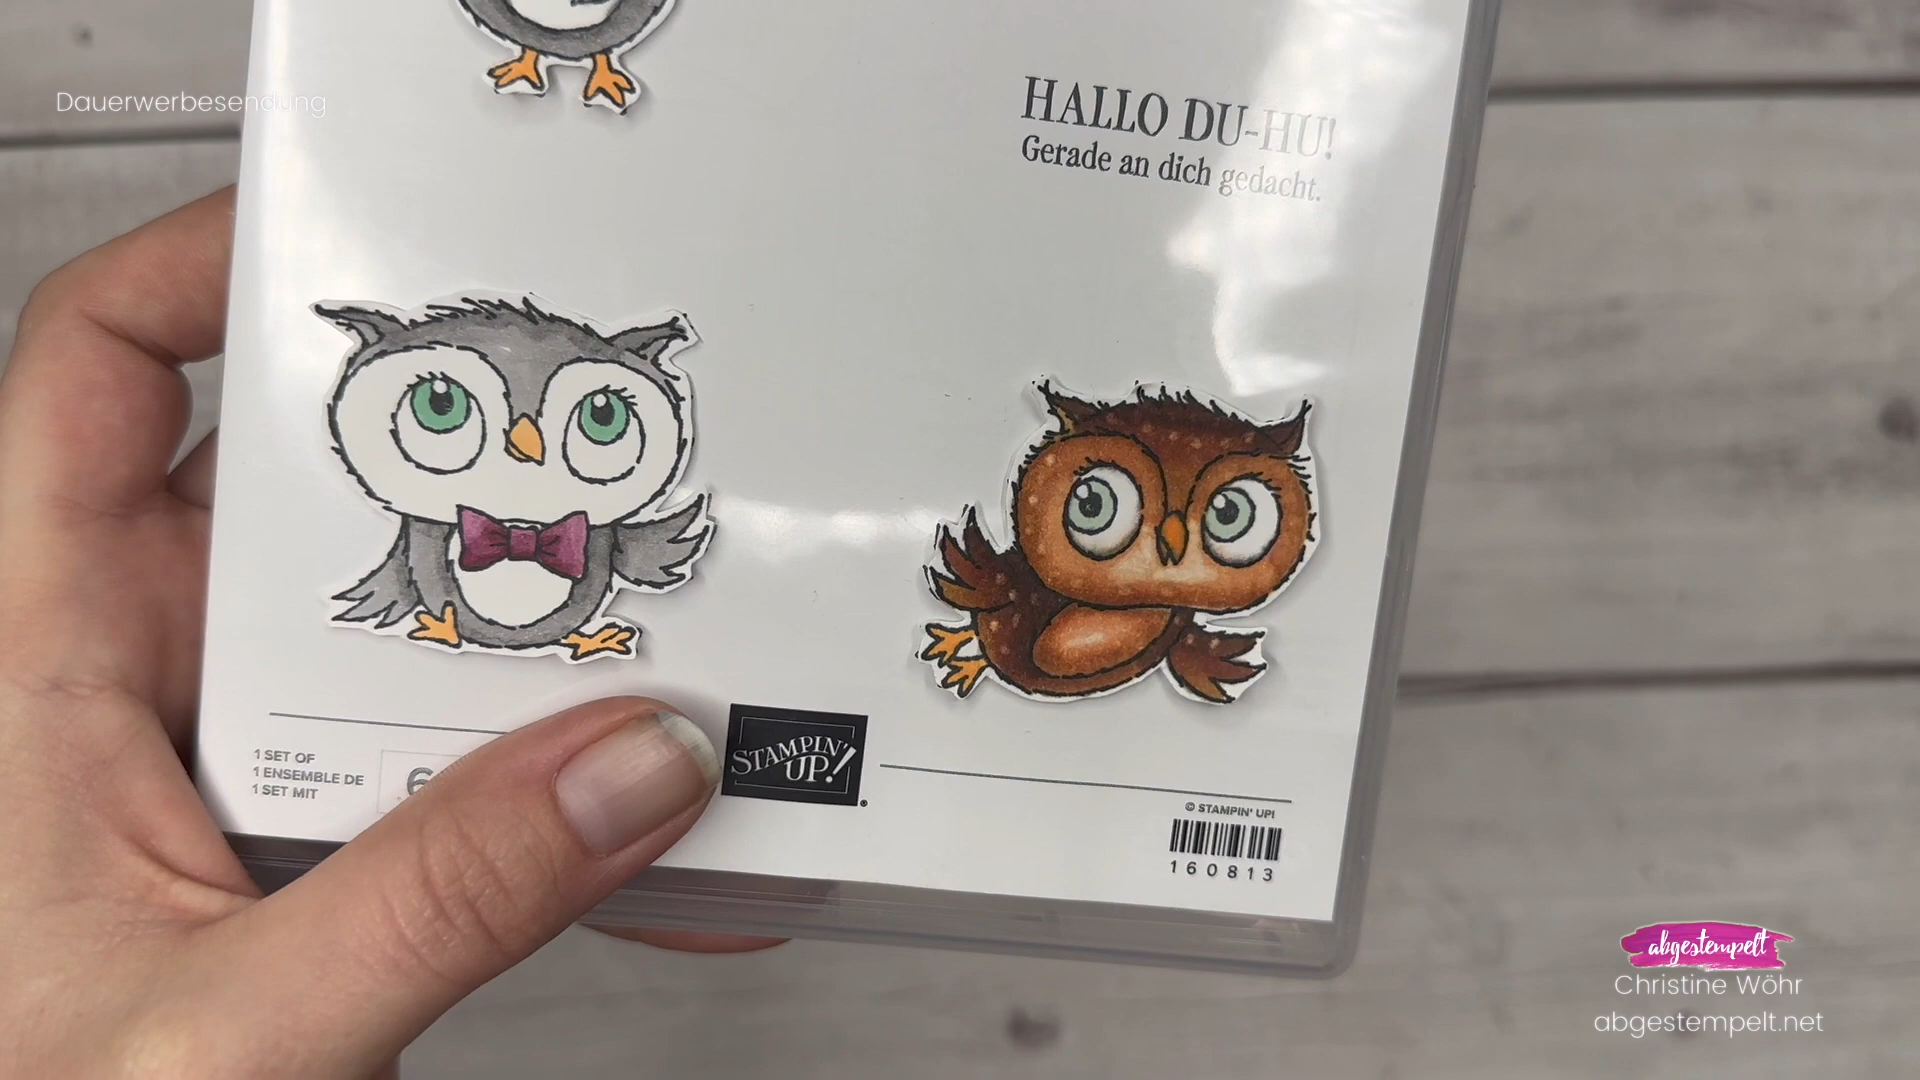 Dauerwerbesendung
HALLO DU-HU!
Gerade an dich gedacht.
1 SET OF
1 ENSEMBLE DE
1 SET MIT
6
STAMPIN'
UP!
© STAMPIN' UP!
160813
abgestempelt
Christine Wöhr
abgestempelt.net